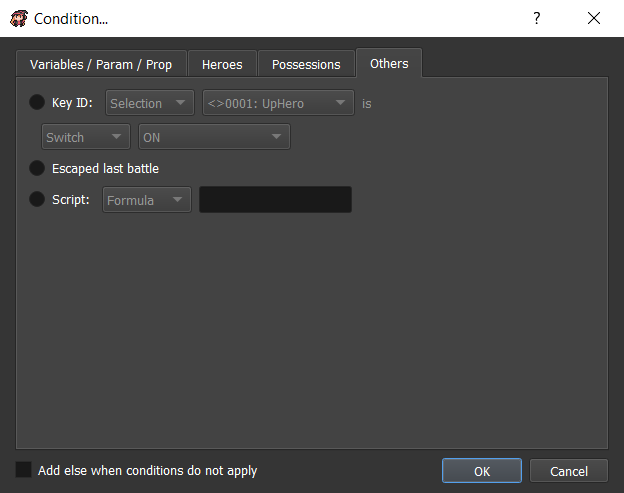 Condition...
?
Variables / Param / Prop Heroes Possessions Others
Key ID: Selection <>0001: UpHero is
Switch ON
Escaped last battle
Script: Formula
Add else when conditions do not apply OK Cancel